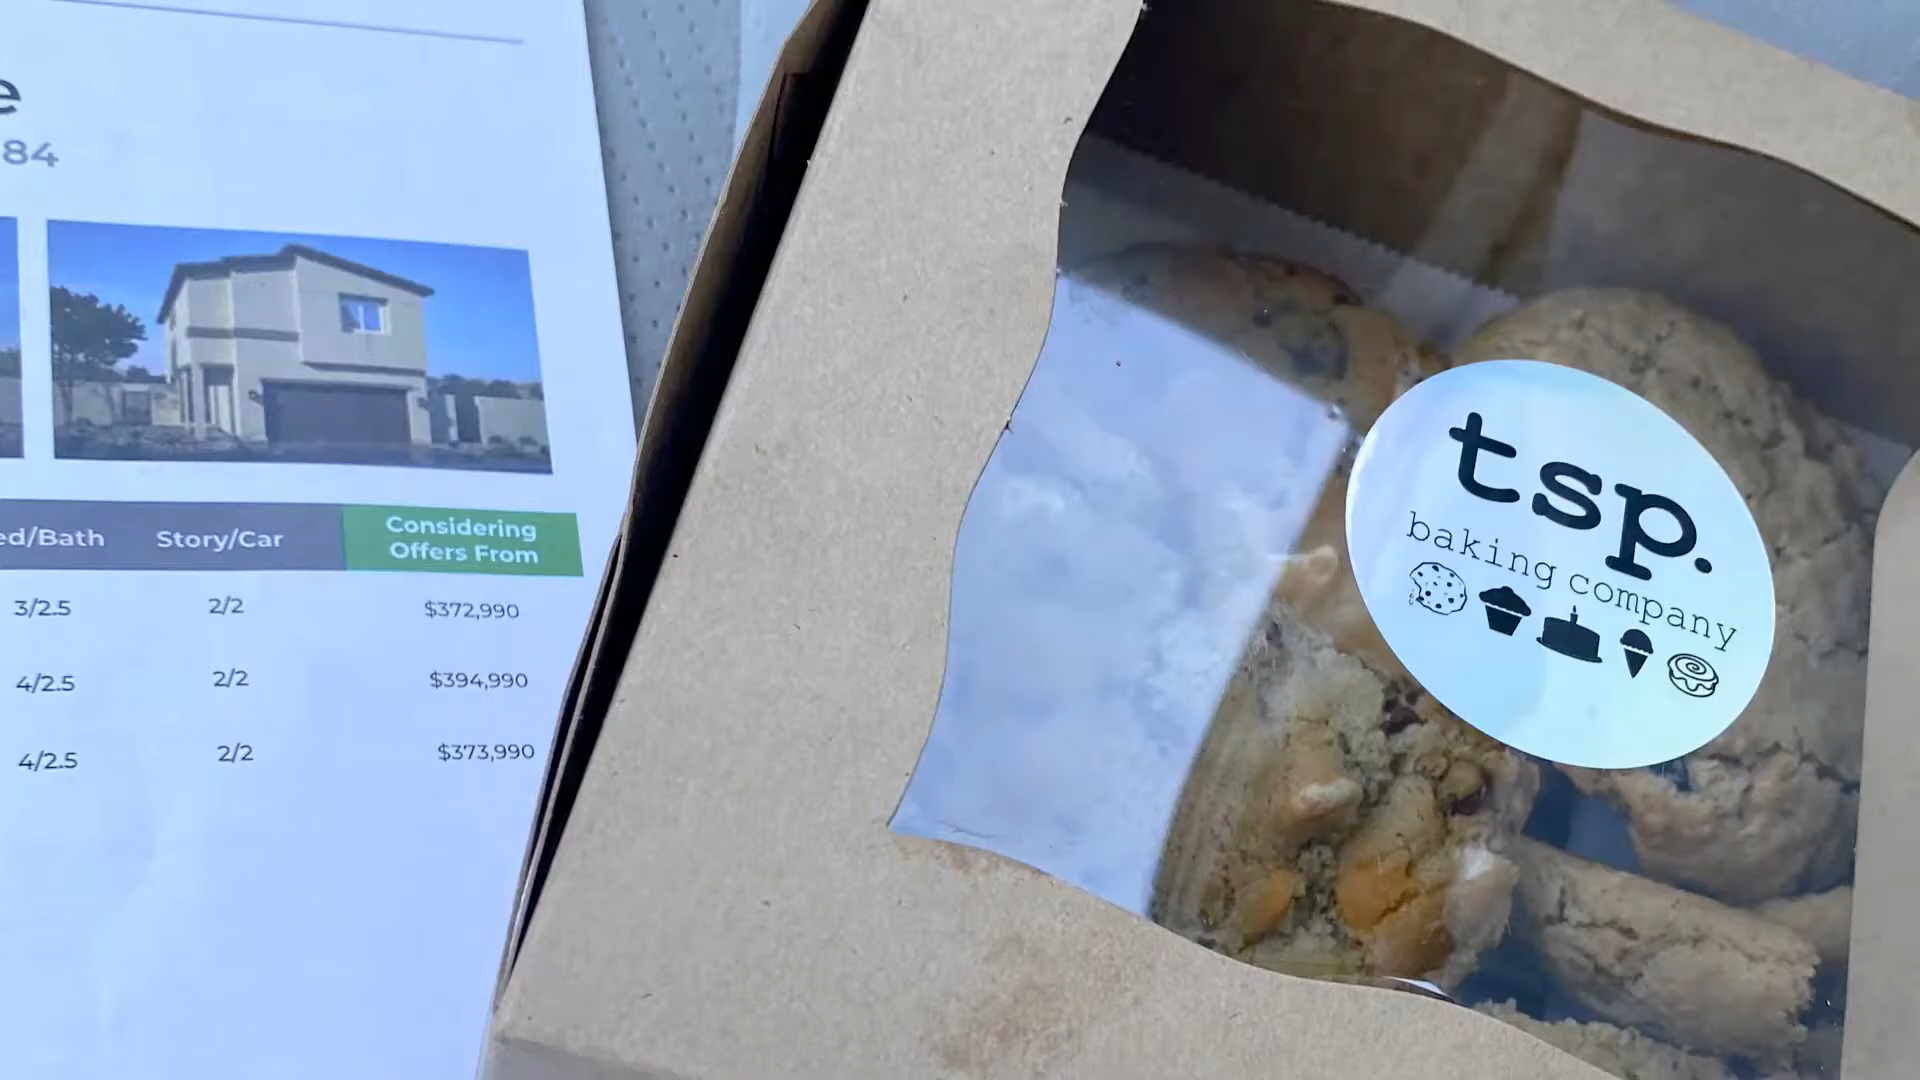 e
84
ed/Bath Story/Car Considering
Offers From
3/2.5 2/2 $372,990
4/2.5 2/2 $394,990
4/2.5 2/2 $373,990
tsp.
baking company